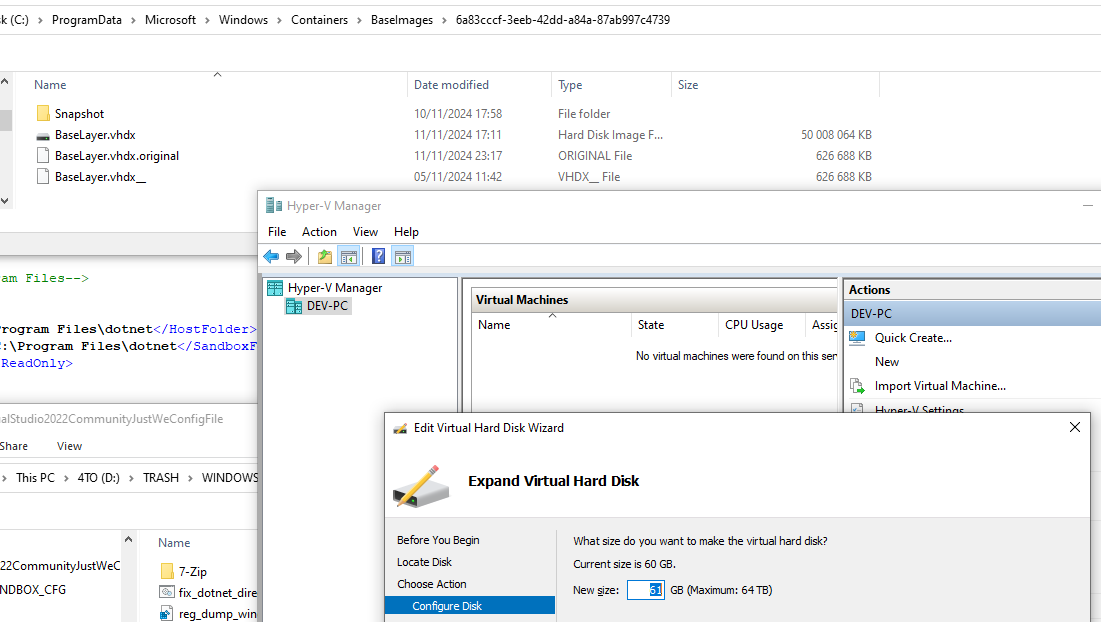 sk (C:) › ProgramData › Microsoft › Windows › Containers › BaseImages › 6a83cccf-3eeb-42dd-a84a-87ab997c4739
Name Date modified Type Size
Snapshot 10/11/2024 17:58 File folder
BaseLayer.vhdx 11/11/2024 17:11 Hard Disk Image F... 50 008 064 KB
BaseLayer.vhdx.original 11/11/2024 23:17 ORIGINAL File 626 688 KB
BaseLayer.vhdx__ 05/11/2024 11:42 VHDX__ File 626 688 KB
Hyper-V Manager
File Action View Help
Hyper-V Manager
DEV-PC
Virtual Machines
Name State CPU Usage Assig
No virtual machines were found on this ser
Actions
DEV-PC
Quick Create...
New
Import Virtual Machine...
Hyper-V Settings
am Files-->
Program Files\dotnet</HostFolder>
C:\Program Files\dotnet</SandboxF
ReadOnly>
alStudio2022CommunityJustWeConfigFile
Share View
› This PC › 4TO (D:) › TRASH › WINDOWS
Name
022CommunityJustWeC
NDBOX_CFG
7-Zip
fix_dotnet_dire
reg_dump_win
Edit Virtual Hard Disk Wizard
Expand Virtual Hard Disk
Before You Begin
Locate Disk
Choose Action
Configure Disk
What size do you want to make the virtual hard disk?
Current size is 60 GB.
New size: 61 GB (Maximum: 64 TB)